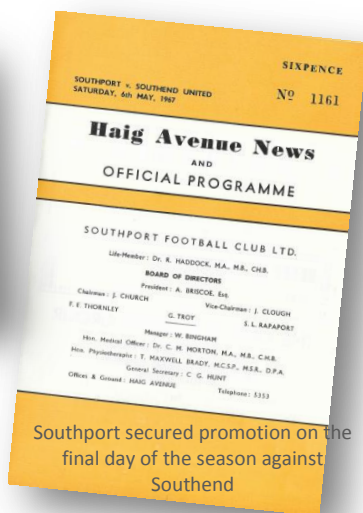 SIXPENCE
SOUTHPORT v. SOUTHEND UNITED
SATURDAY, 6th MAY, 1967
Nº 1161
Haig Avenue News
AND
OFFICIAL PROGRAMME
SOUTHPORT FOOTBALL CLUB LTD.
Life-Member : Dr. R. HADDOCK, M.A., M.B., CH.B.
BOARD OF DIRECTORS
President : A. BRISCOE, Esq.
Chairman : J. CHURCH Vice-Chairman : J. CLOUGH
F. E. THORNLEY G. TROY S. L. RAPAPORT
Manager : W. BINGHAM
Hon. Medical Officer : Dr. C. M. MORTON, M.A., M.B., C.H.B.
Hon. Physiotherapist : T. MAXWELL BRADY, M.C.S.P., M.S.R., D.P.A.
General Secretary : C. G. HUNT
Offices & Ground : HAIG AVENUE Telephone : 5353
Southport secured promotion on the
final day of the season against
Southend